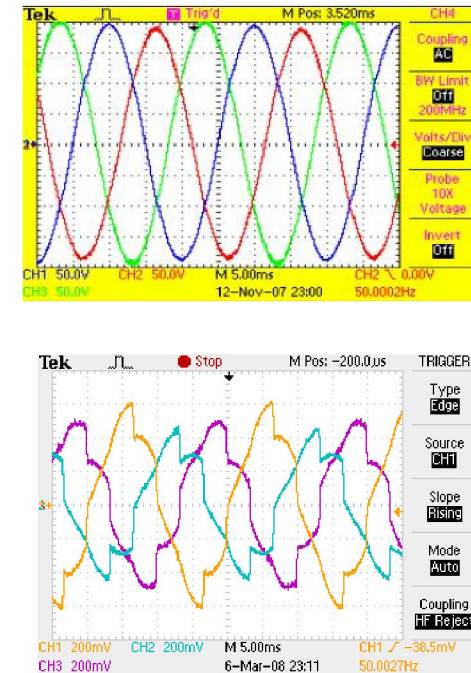 Tek Trig'd M Pos: 3.520ms CH4
Coupling
AC
BW Limit
Off
200MHz
Volts/Div
Coarse
Probe
10X
Voltage
Invert
Off
CH1 50.0V CH2 50.0V M 5.00ms CH2 \ 0.00V
CH3 50.0V 12-Nov-07 23:00 50.0002Hz
Tek Stop M Pos: -200.0us TRIGGER
Type
Edge
Source
CH1
Slope
Rising
Mode
Auto
Coupling
HF Reject
CH1 200mV CH2 200mV M 5.00ms CH1 / -38.5mV
CH3 200mV 6-Mar-08 23:11 50.0027Hz